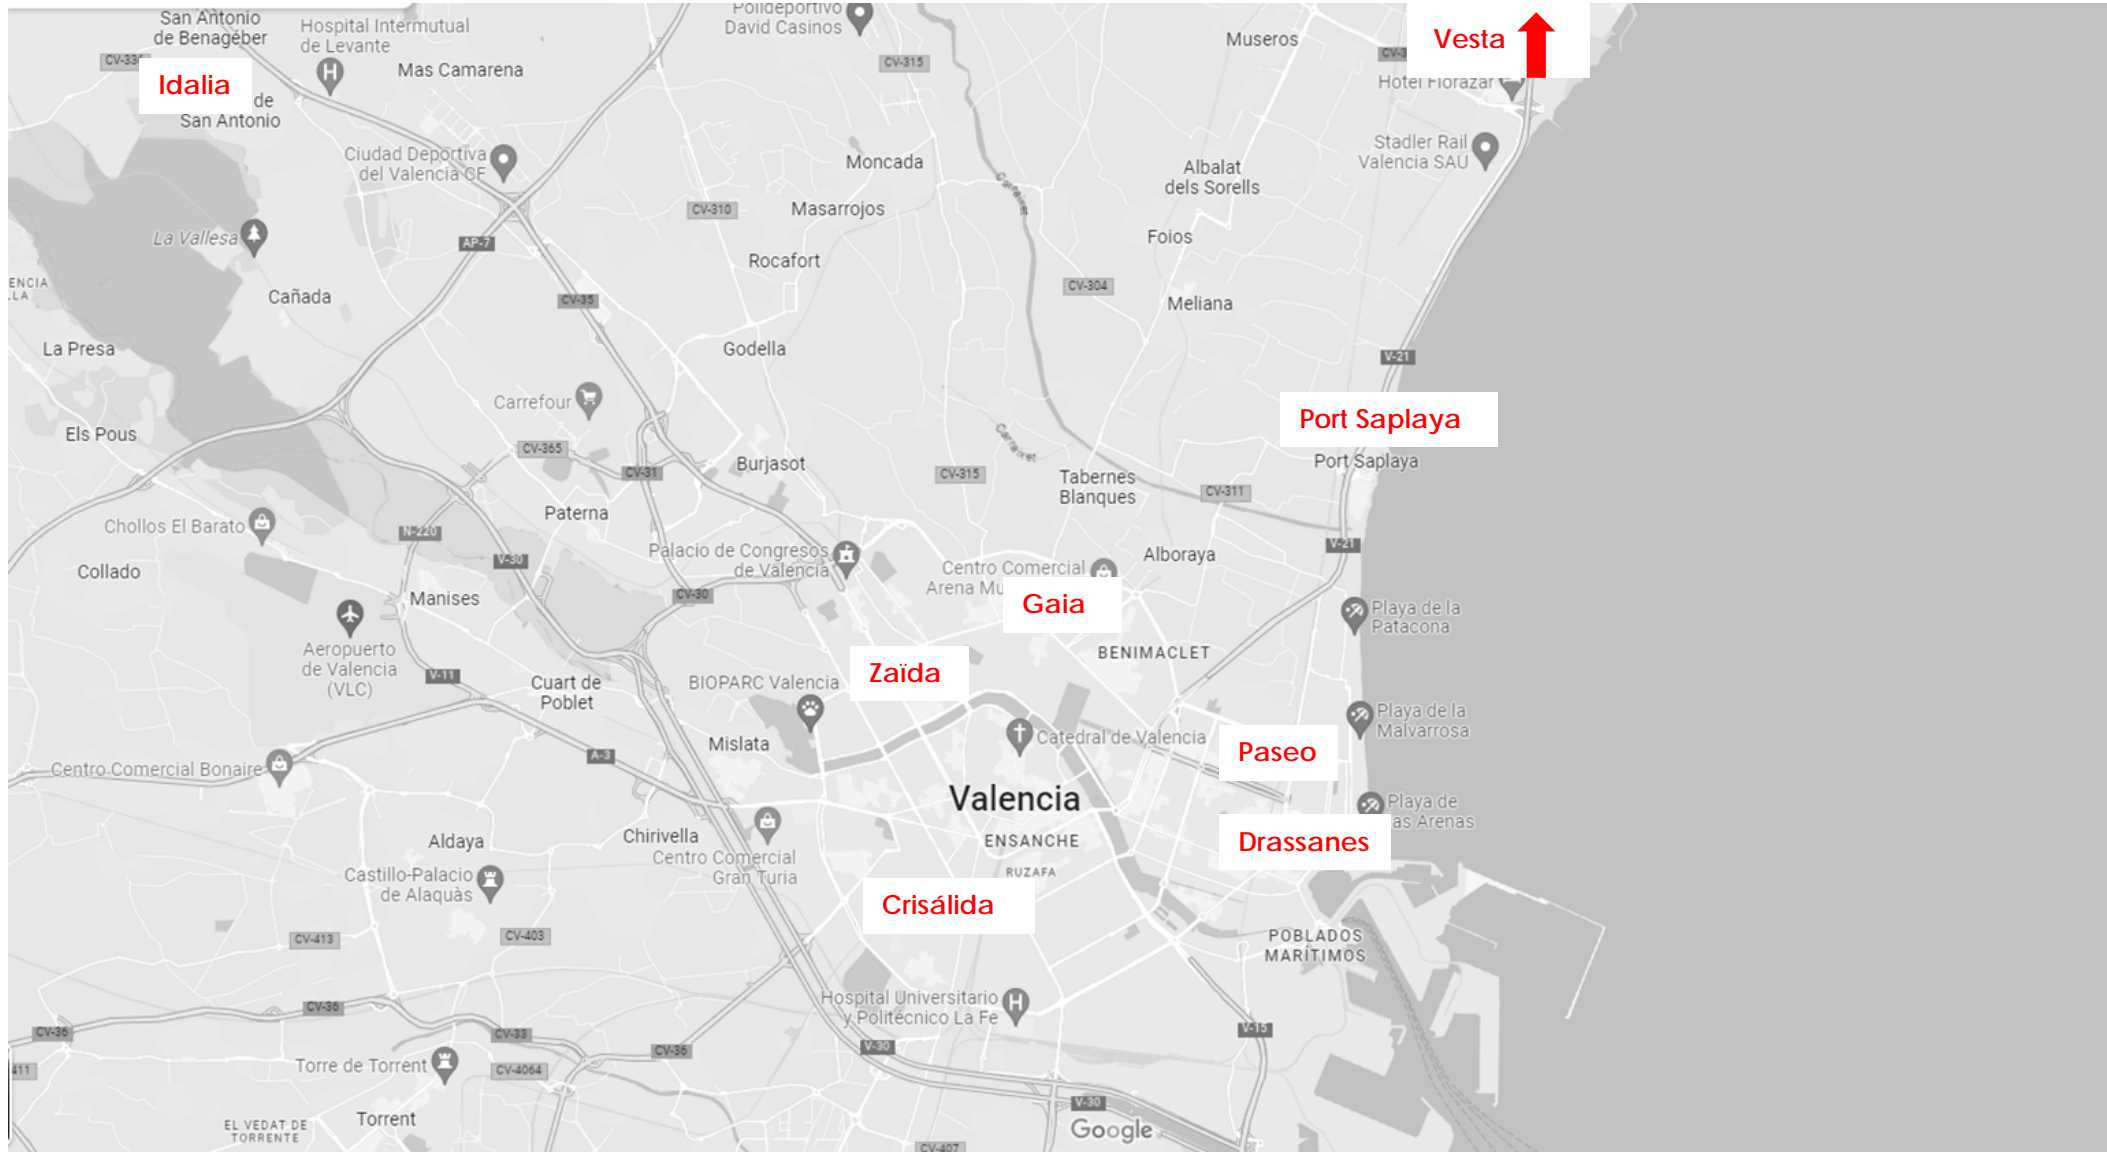 San Antonio
de Benagéber
Hospital Intermutual
de Levante
Polideportivo
David Casinos
Museros
Vesta
CV-315
Mas Camarena
Idalia
de
San Antonio
Hotel Florazar
Ciudad Deportiva
del Valencia CF
Moncada
Stadler Rail
Valencia SAU
Albalat
dels Sorells
Carraixet
CV-310
Masarrojos
La Vallesa
AP-7
Foios
Rocafort
ENCIA
LLA
Cañada
CV-35
CV-304
Meliana
La Presa
Godella
V-21
Carrefour
Port Saplaya
Els Pous
CV-365
Carraixet
Burjasot
CV-31
CV-315
Port Saplaya
Tabernes
Blanques
CV-311
Chollos El Barato
Paterna
N-220
V-30
Palacio de Congresos
de Valencia
Centro Comercial
Arena Mu
Alboraya
V-21
Collado
Manises
CV-30
Gaia
Playa de la
Patacona
Aeropuerto
de Valencia
(VLC)
V-11
Cuart de
Poblet
BIOPARC Valencia
Zaïda
BENIMACLET
Mislata
Catedral de Valencia
Playa de la
Malvarrosa
Paseo
Centro Comercial Bonaire
A-3
Valencia
Playa de
as Arenas
Aldaya
Chirivella
ENSANCHE
Drassanes
Centro Comercial
Gran Turia
RUZAFA
Castillo-Palacio
de Alaquàs
Crisálida
CV-413
CV-403
POBLADOS
MARÍTIMOS
Hospital Universitario
y Politécnico La Fe
CV-36
CV-36
CV-33
CV-36
V-30
V-15
411
Torre de Torrent
CV-4064
V-30
EL VEDAT DE
TORRENTE
Torrent
Google
CV-407